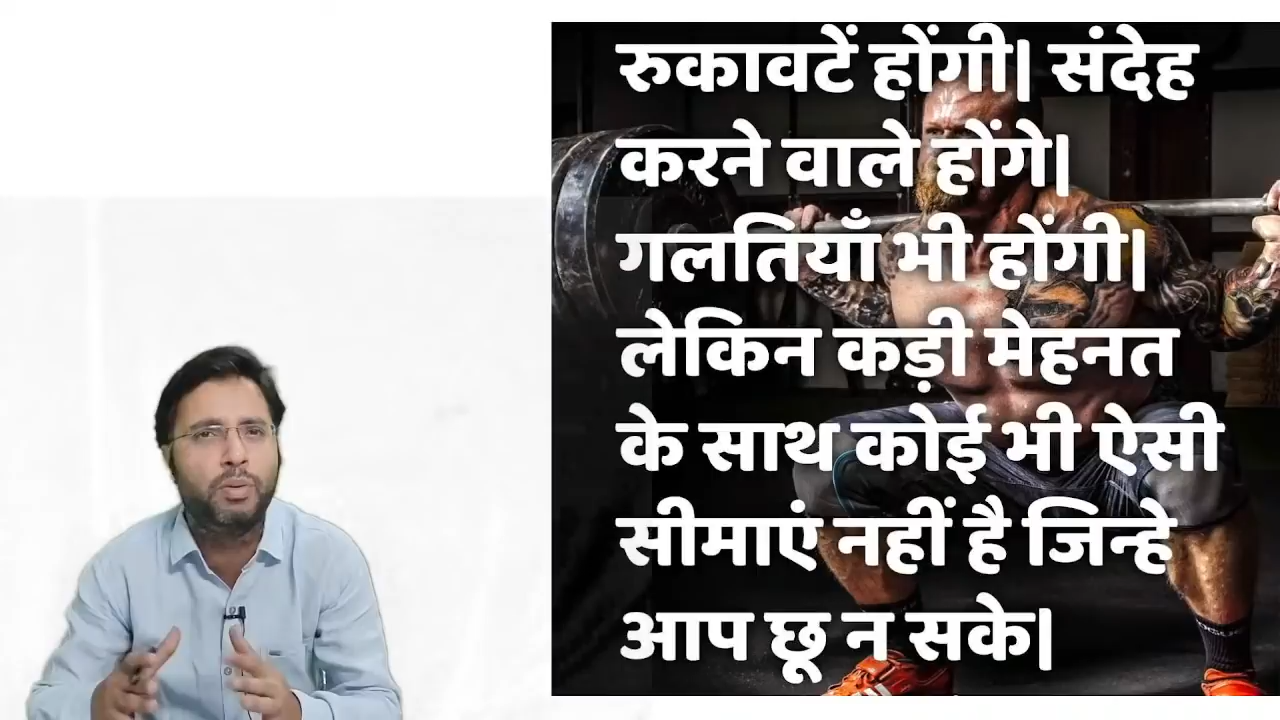 रुकावटें होंगी| संदेह
करने वाले होंगे|
गलतियाँ भी होंगी|
लेकिन कड़ी मेहनत
के साथ कोई भी ऐसी
सीमाएं नहीं है जिन्हे
आप छू न सके|